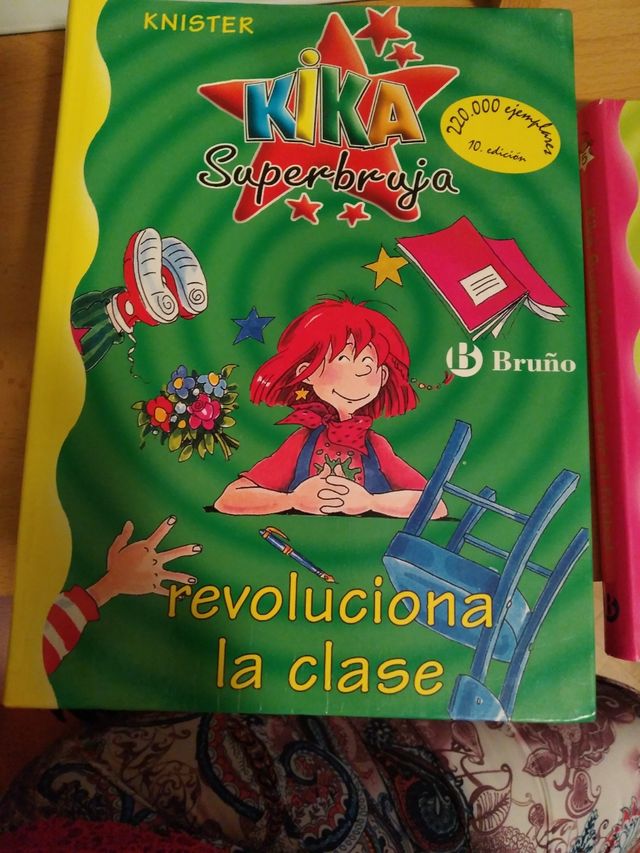 KNISTER
KIKA
Superbruja
220.000 ejemplares
10. edición
B Bruño
revoluciona
la clase